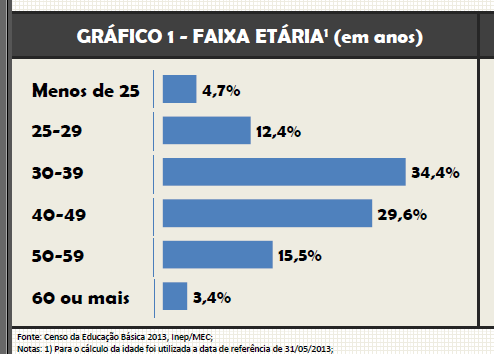 GRÁFICO 1 - FAIXA ETÁRIA¹ (em anos)
Menos de 25 4,7%
25-29 12,4%
30-39 34,4%
40-49 29,6%
50-59 15,5%
60 ou mais 3,4%
Fonte: Censo da Educação Básica 2013, Inep/MEC;
Notas: 1) Para o cálculo da idade foi utilizada a data de referência de 31/05/2013;